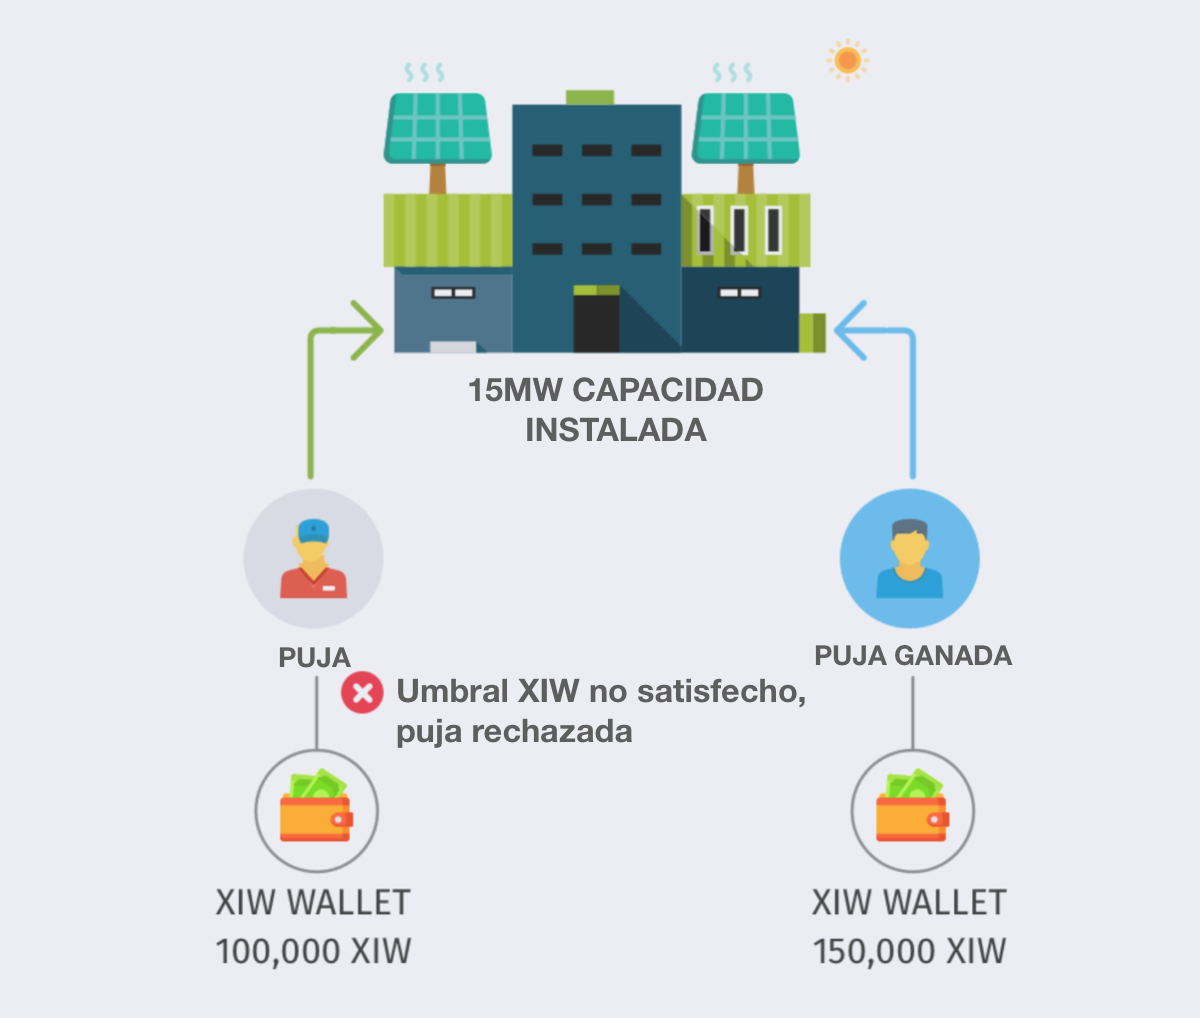 15MW CAPACIDAD
INSTALADA
PUJA
PUJA GANADA
Umbral XIW no satisfecho,
puja rechazada
XIW WALLET
100,000 XIW
XIW WALLET
150,000 XIW